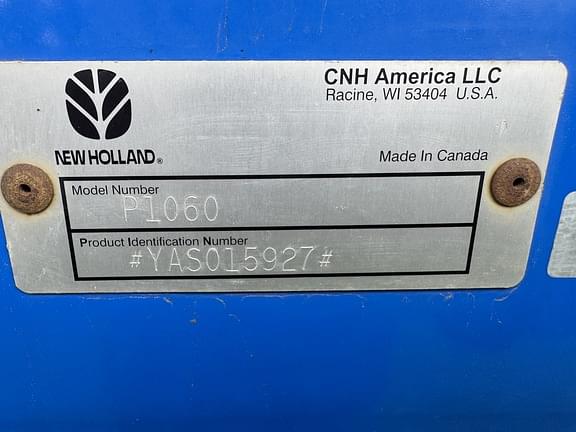 CNH America LLC
Racine, WI 53404 U.S.A.
NEW HOLLAND®
Made In Canada
Model Number
P1060
Product Identification Number
#YAS015927#